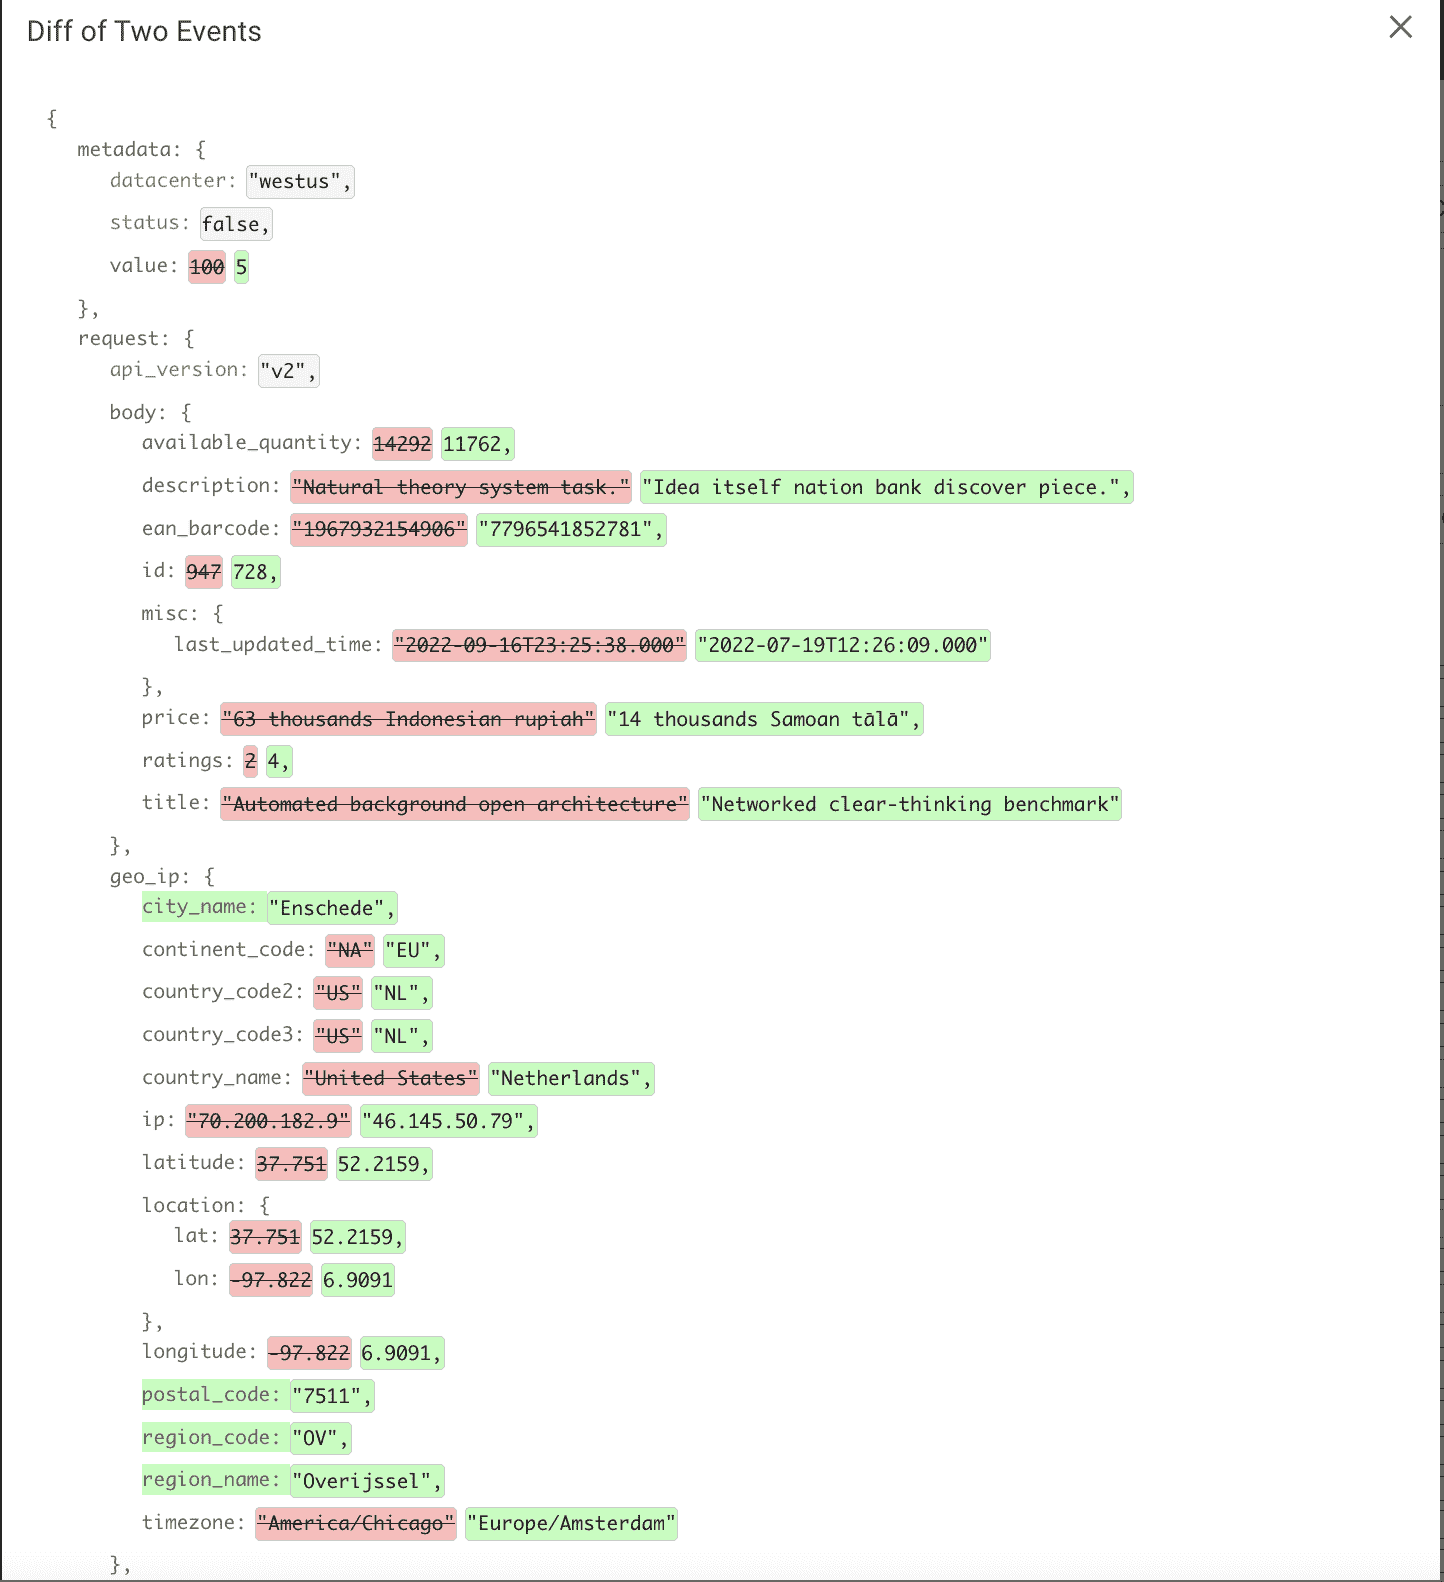 Diff of Two Events
{
metadata: {
datacenter: "westus",
status: false,
value: 100 5
},
request: {
api_version: "v2",
body: {
available_quantity: 14292 11762,
description: "Natural theory system task." "Idea itself nation bank discover piece.",
ean_barcode: "1967932154906" "7796541852781",
id: 947 728,
misc: {
last_updated_time: "2022-09-16T23:25:38.000" "2022-07-19T12:26:09.000"
},
price: "63 thousands Indonesian rupiah" "14 thousands Samoan tālā",
ratings: 2 4,
title: "Automated background open architecture" "Networked clear-thinking benchmark"
},
geo_ip: {
city_name: "Enschede",
continent_code: "NA" "EU",
country_code2: "US" "NL",
country_code3: "US" "NL",
country_name: "United States" "Netherlands",
ip: "70.200.182.9" "46.145.50.79",
latitude: 37.751 52.2159,
location: {
lat: 37.751 52.2159,
lon: -97.822 6.9091
},
longitude: -97.822 6.9091,
postal_code: "7511",
region_code: "OV",
region_name: "Overijssel",
timezone: "America/Chicago" "Europe/Amsterdam"
},